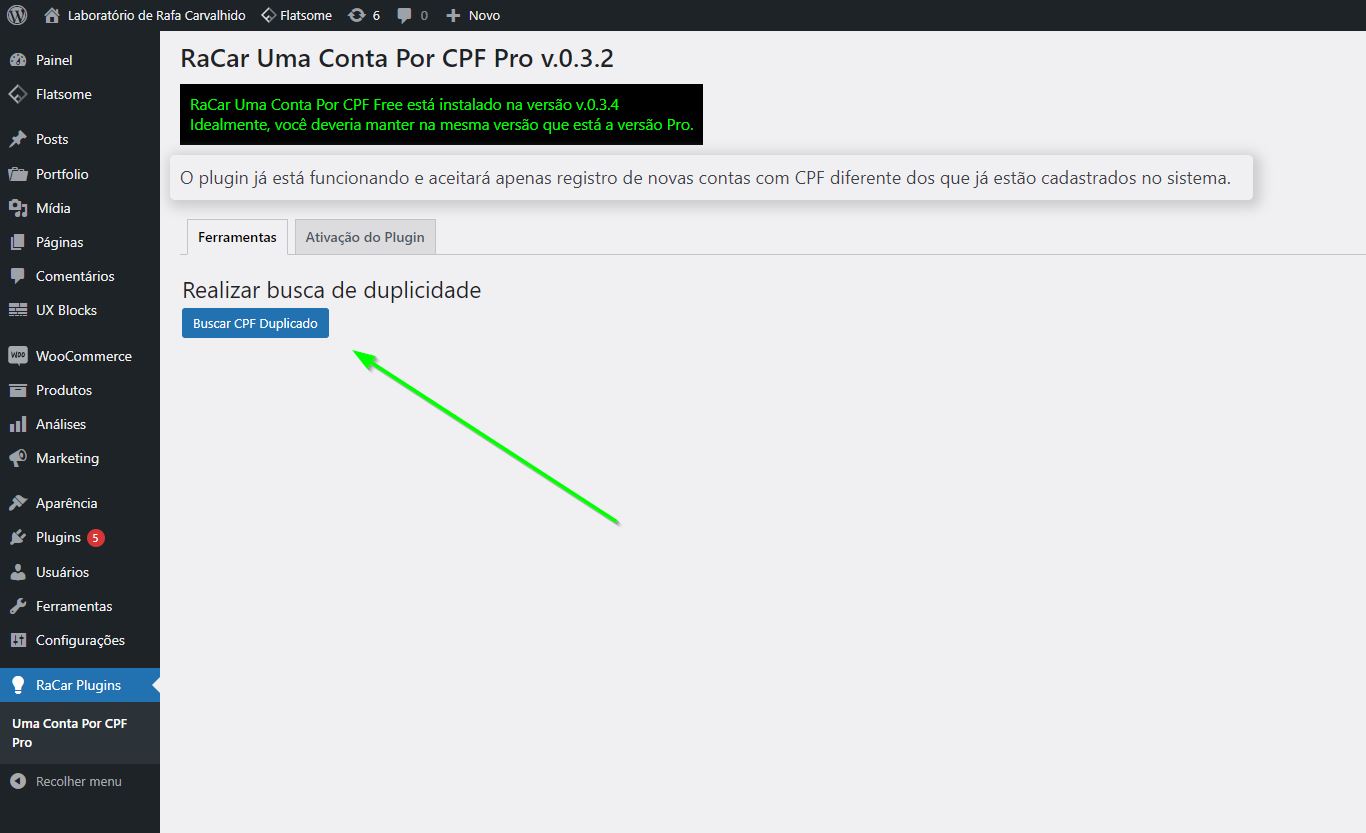 Laboratório de Rafa Carvalhido Flatsome 6 0 Novo
Painel
Flatsome
Posts
Portfolio
Mídia
Páginas
Comentários
UX Blocks
WOO WooCommerce
Produtos
Análises
Marketing
Aparência
Plugins 5
Usuários
Ferramentas
Configurações
RaCar Plugins
Uma Conta Por CPF
Pro
Recolher menu
RaCar Uma Conta Por CPF Pro v.0.3.2
RaCar Uma Conta Por CPF Free está instalado na versão v.0.3.4
Idealmente, você deveria manter na mesma versão que está a versão Pro.
O plugin já está funcionando e aceitará apenas registro de novas contas com CPF diferente dos que já estão cadastrados no sistema.
Ferramentas Ativação do Plugin
Realizar busca de duplicidade
Buscar CPF Duplicado